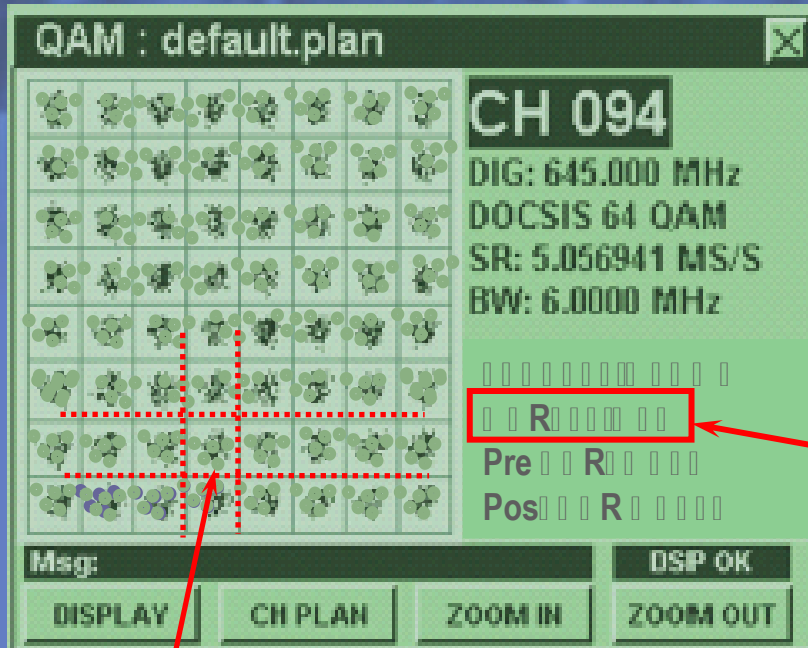 QAM : default.plan
CH 094
DIG: 645.000 MHz
DOCSIS 64 QAM
SR: 5.056941 MS/S
BW: 6.0000 MHz
R
Pre R
Pos R
Msg: DSP OK
DISPLAY CH PLAN ZOOM IN ZOOM OUT